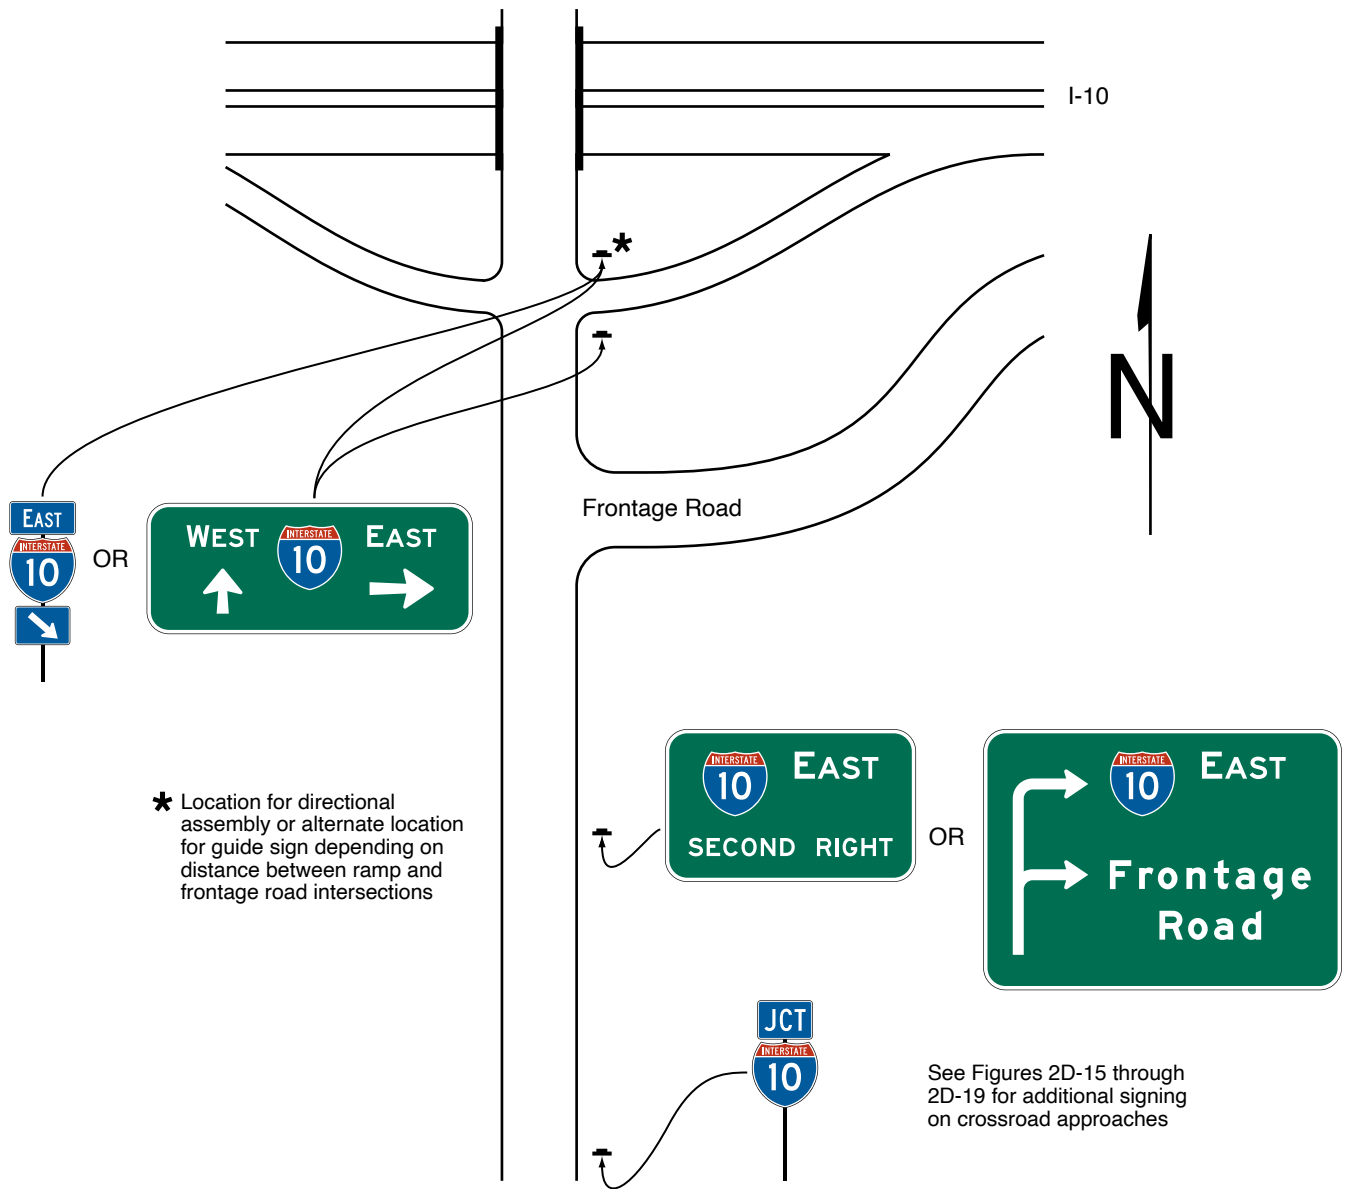 I-10
*
N
Frontage Road
EAST
INTERSTATE
10
OR
WEST INTERSTATE EAST
10
* Location for directional
assembly or alternate location
for guide sign depending on
distance between ramp and
frontage road intersections
INTERSTATE EAST
10
SECOND RIGHT
OR
INTERSTATE EAST
10
Frontage
Road
JCT
INTERSTATE
10
See Figures 2D-15 through
2D-19 for additional signing
on crossroad approaches